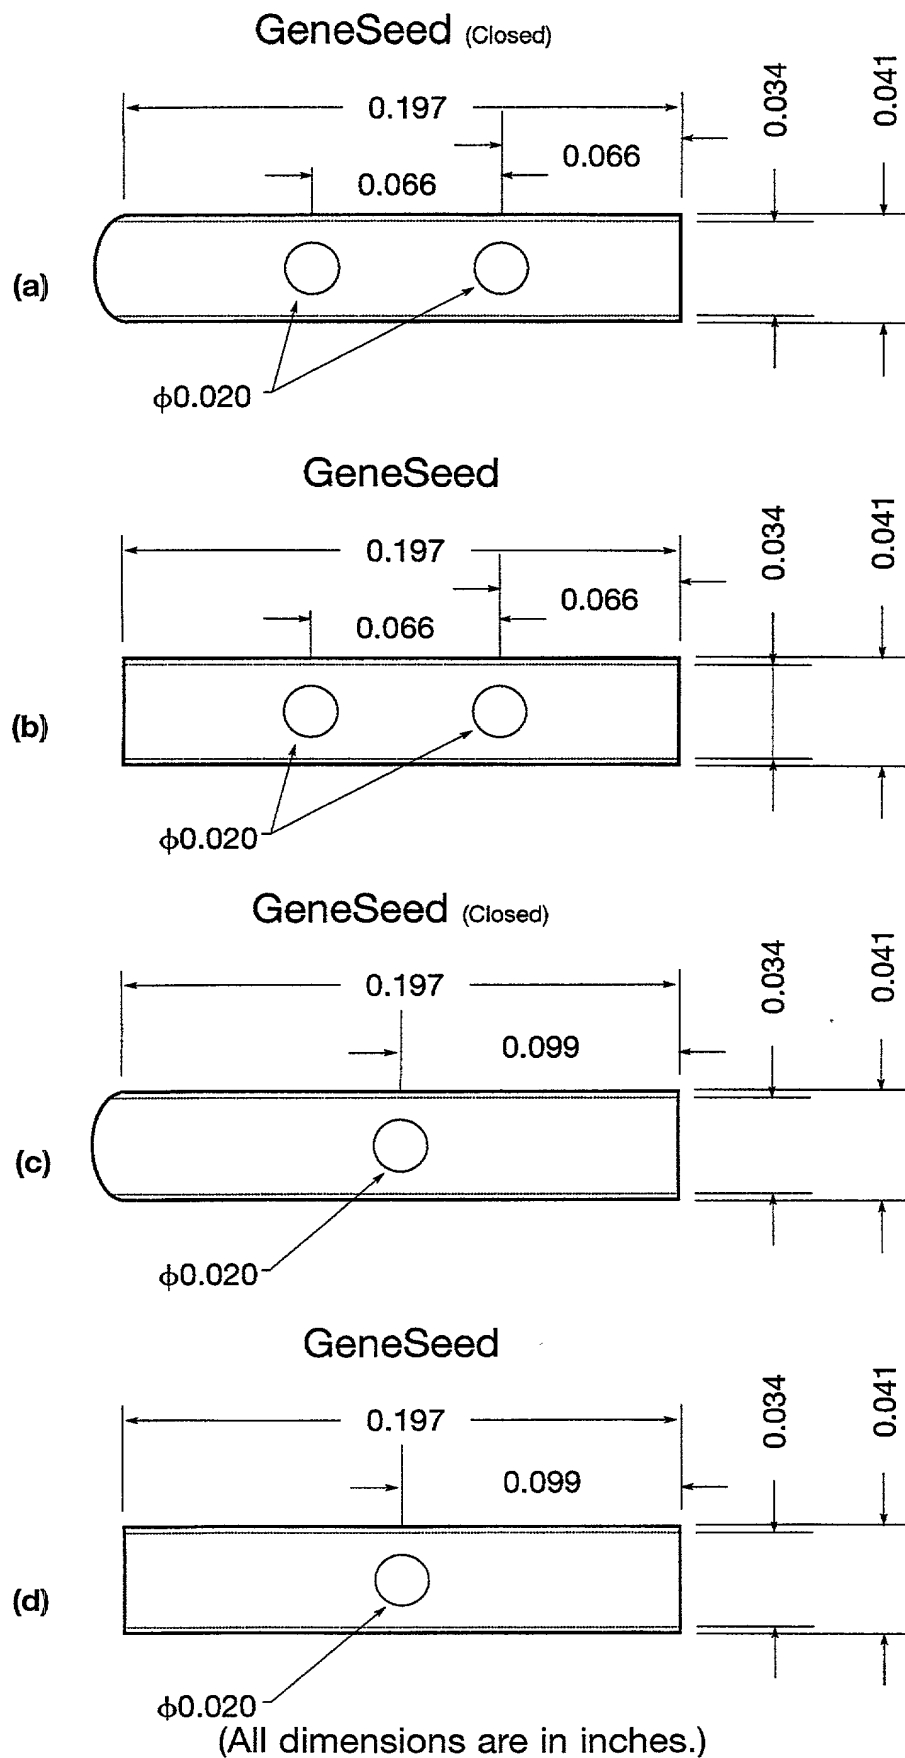 GeneSeed (Closed)
0.197
0.034
0.041
0.066
0.066
(a)
ϕ0.020
GeneSeed
0.197
0.034
0.041
0.066
0.066
(b)
ϕ0.020
GeneSeed (Closed)
0.197
0.034
0.041
0.099
(c)
ϕ0.020
GeneSeed
0.197
0.034
0.041
0.099
(d)
ϕ0.020
(All dimensions are in inches.)